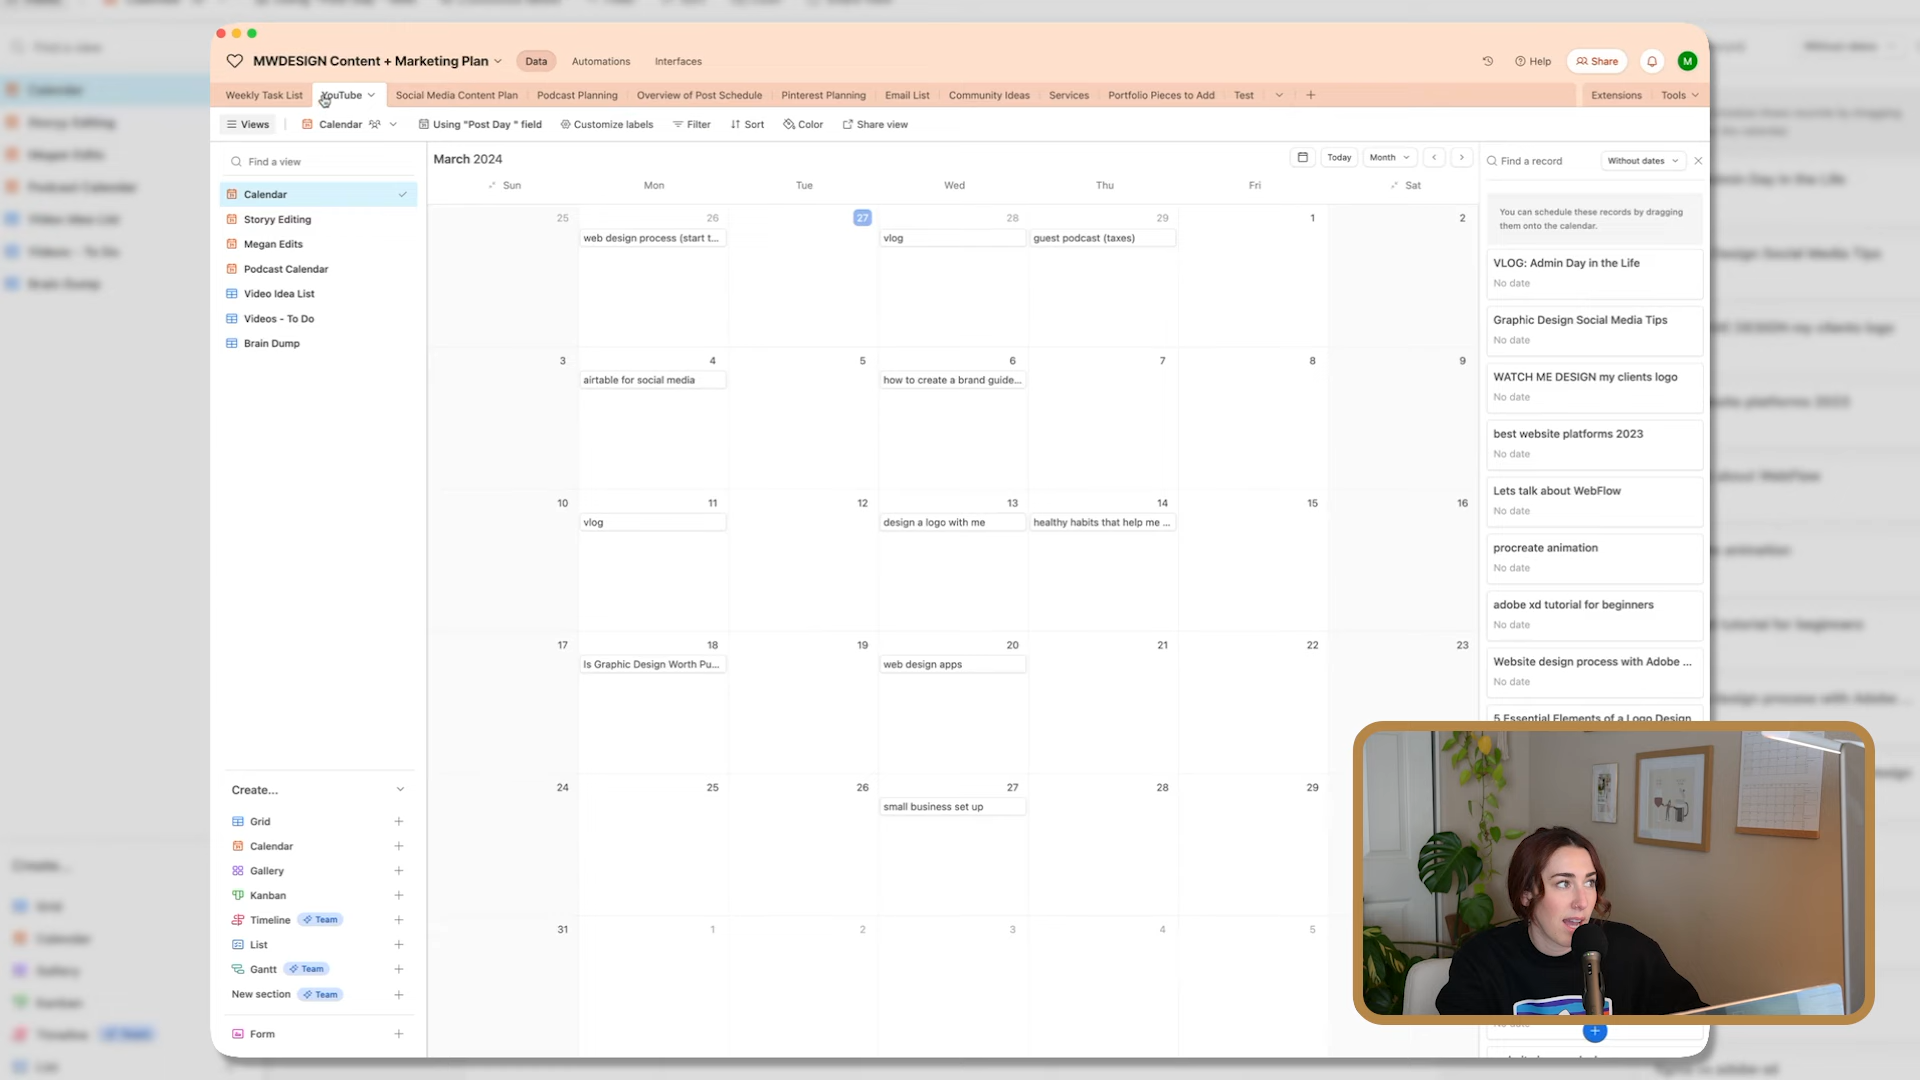 MWDESIGN Content + Marketing Plan
Data
Automations
Interfaces
Help
Share
M
Weekly Task List
YouTube
Social Media Content Plan
Podcast Planning
Overview of Post Schedule
Pinterest Planning
Email List
Community Ideas
Services
Portfolio Pieces to Add
Test
Extensions
Tools
Views
Calendar
Using "Post Day " field
Customize labels
Filter
Sort
Color
Share view
Find a view
Calendar
Storyy Editing
Megan Edits
Podcast Calendar
Video Idea List
Videos - To Do
Brain Dump
Create...
Grid
Calendar
Gallery
Kanban
Timeline Team
List
Gantt Team
New section Team
Form
March 2024
Today
Month
Sun Mon Tue Wed Thu Fri Sat
25 26 27 28 29 1 2
web design process (start t...
vlog
guest podcast (taxes)
3 4 5 6 7 8 9
airtable for social media
how to create a brand guide...
10 11 12 13 14 15 16
vlog
design a logo with me
healthy habits that help me ...
17 18 19 20 21 22 23
Is Graphic Design Worth Pu...
web design apps
24 25 26 27 28 29
small business set up
31 1 2 3 4 5
Find a record
Without dates
You can schedule these records by dragging
them onto the calendar.
VLOG: Admin Day in the Life
No date
Graphic Design Social Media Tips
No date
WATCH ME DESIGN my clients logo
No date
best website platforms 2023
No date
Lets talk about WebFlow
No date
procreate animation
No date
adobe xd tutorial for beginners
No date
Website design process with Adobe ...
No date
5 Essential Elements of a Logo Design